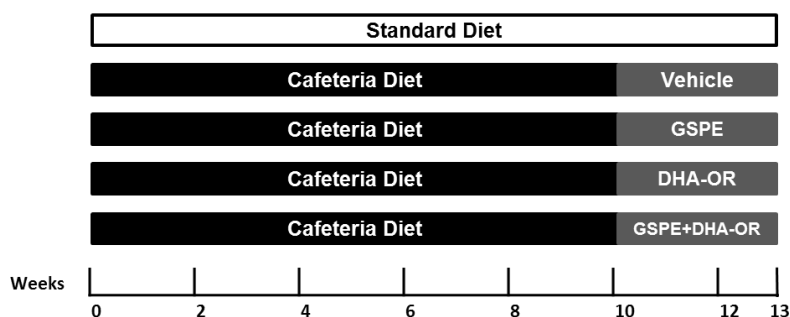 Standard Diet
Cafeteria Diet Vehicle
Cafeteria Diet GSPE
Cafeteria Diet DHA-OR
Cafeteria Diet GSPE+DHA-OR
Weeks
0 2 4 6 8 10 12 13